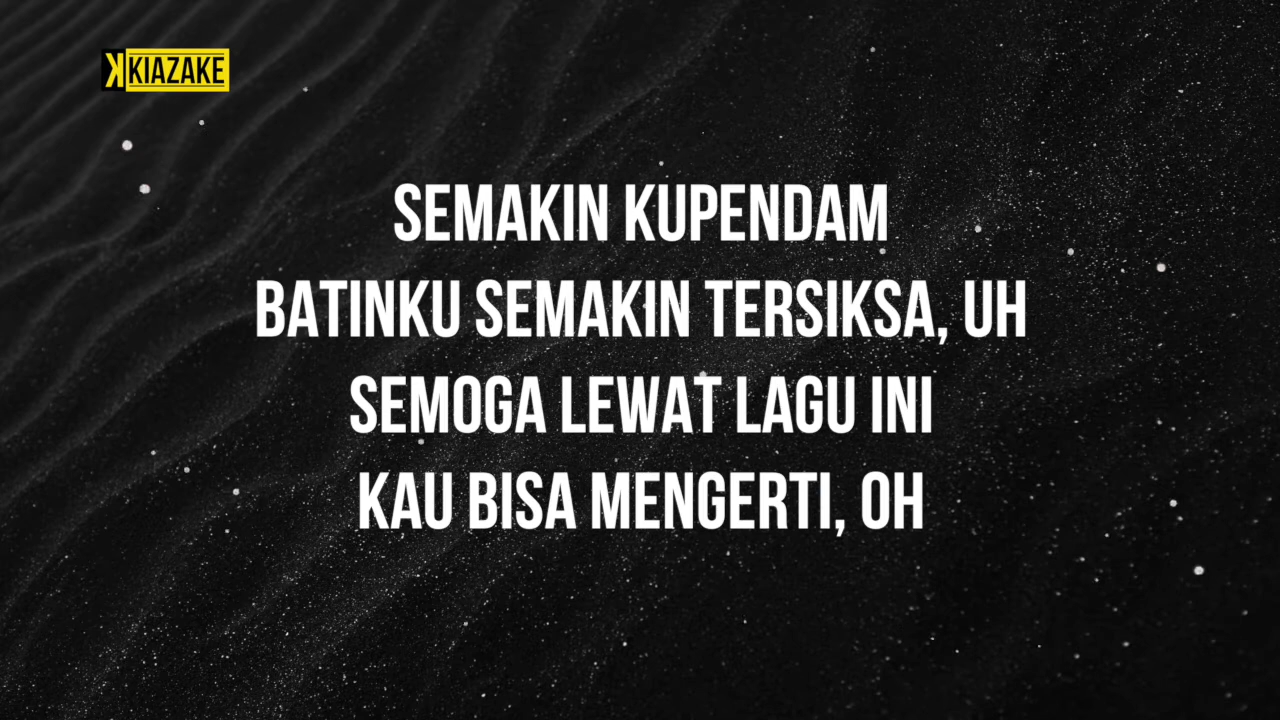 KIAZAKE
SEMAKIN KUPENDAM
BATINKU SEMAKIN TERSIKSA, UH
SEMOGA LEWAT LAGU INI
KAU BISA MENGERTI, OH